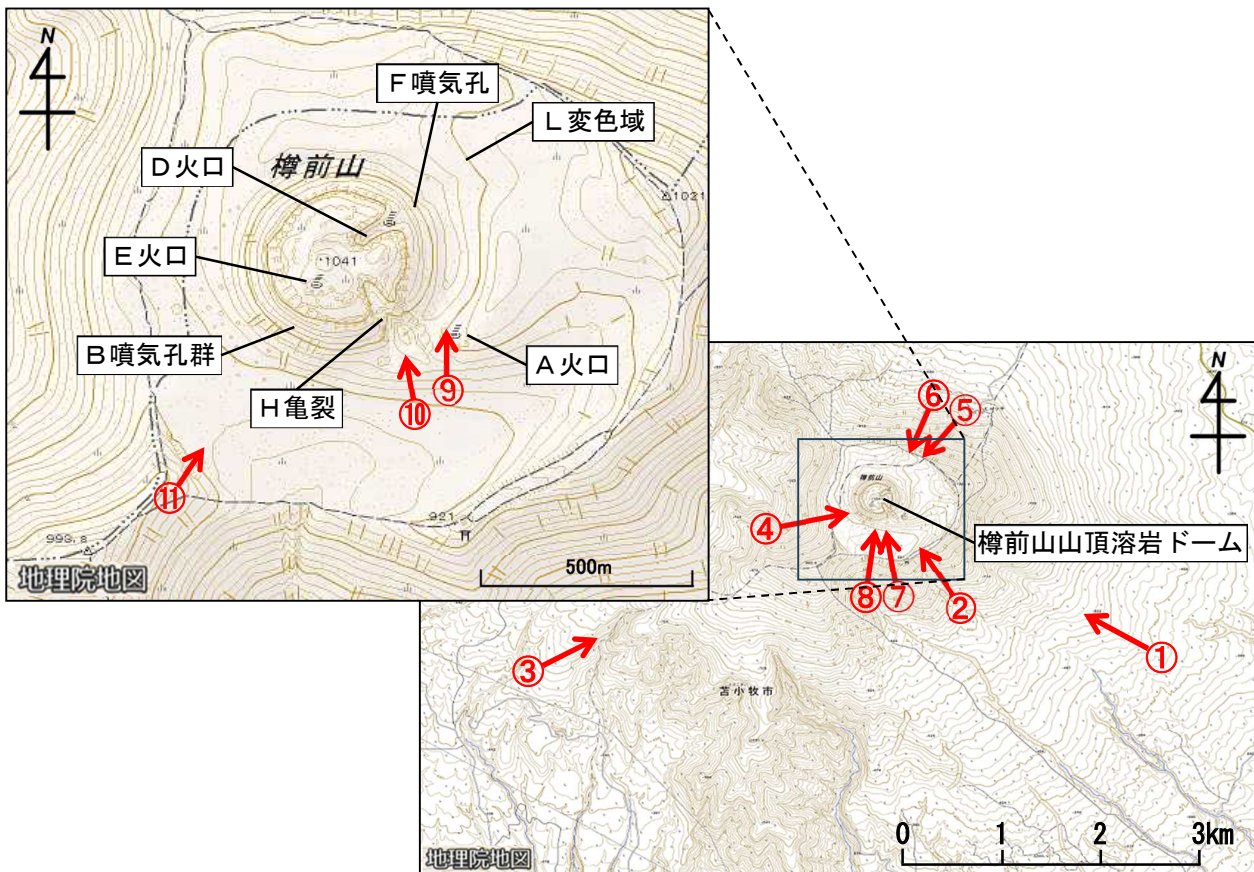 N
F噴気孔
L変色域
D火口
樽前山
E火口
1041
1021
B噴気孔群
H亀裂
A火口
⑩
⑨
⑪
993.8
921
500m
地理院地図
N
⑥
⑤
樽前山
④
樽前山山頂溶岩ドーム
⑧
⑦
②
①
③
苫小牧市
0 1 2 3km
地理院地図